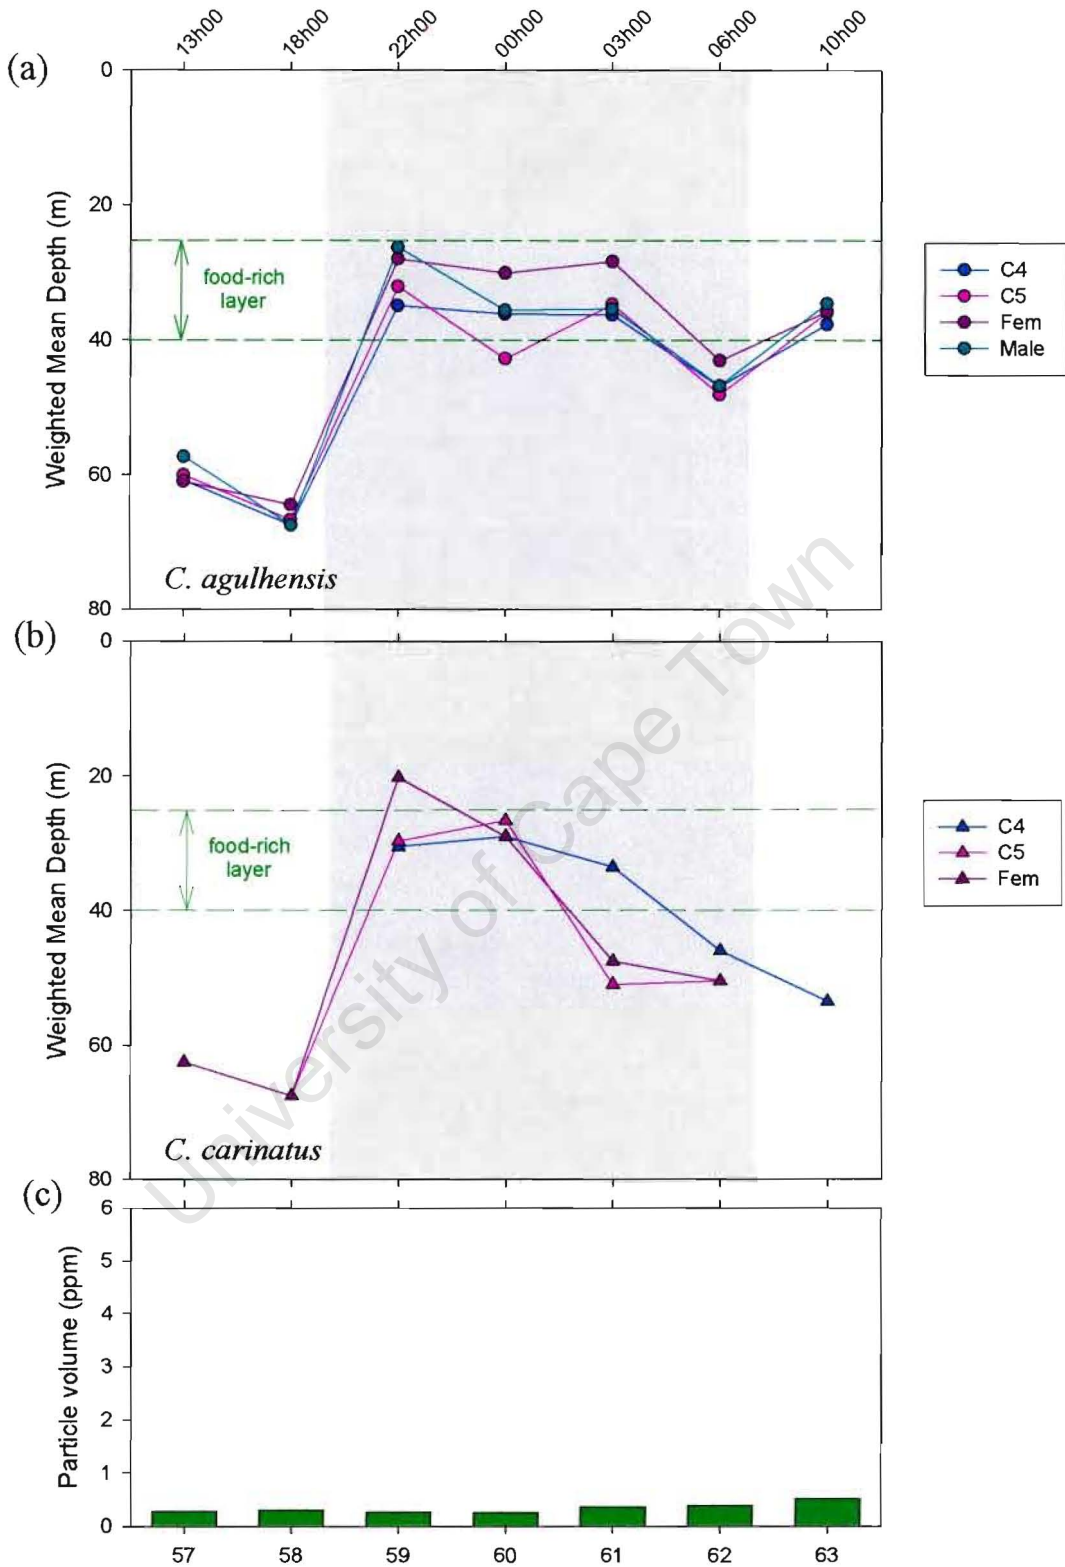 13h00 18h00 22h00 00h00 03h00 06h00 10h00
(a)
0
20
40
60
80
Weighted Mean Depth (m)
food-rich
layer
C. agulhensis
C4
C5
Fem
Male
(b)
0
20
40
60
80
Weighted Mean Depth (m)
food-rich
layer
C. carinatus
C4
C5
Fem
(c)
6
5
4
3
2
1
0
Particle volume (ppm)
57 58 59 60 61 62 63
University of Cape Town